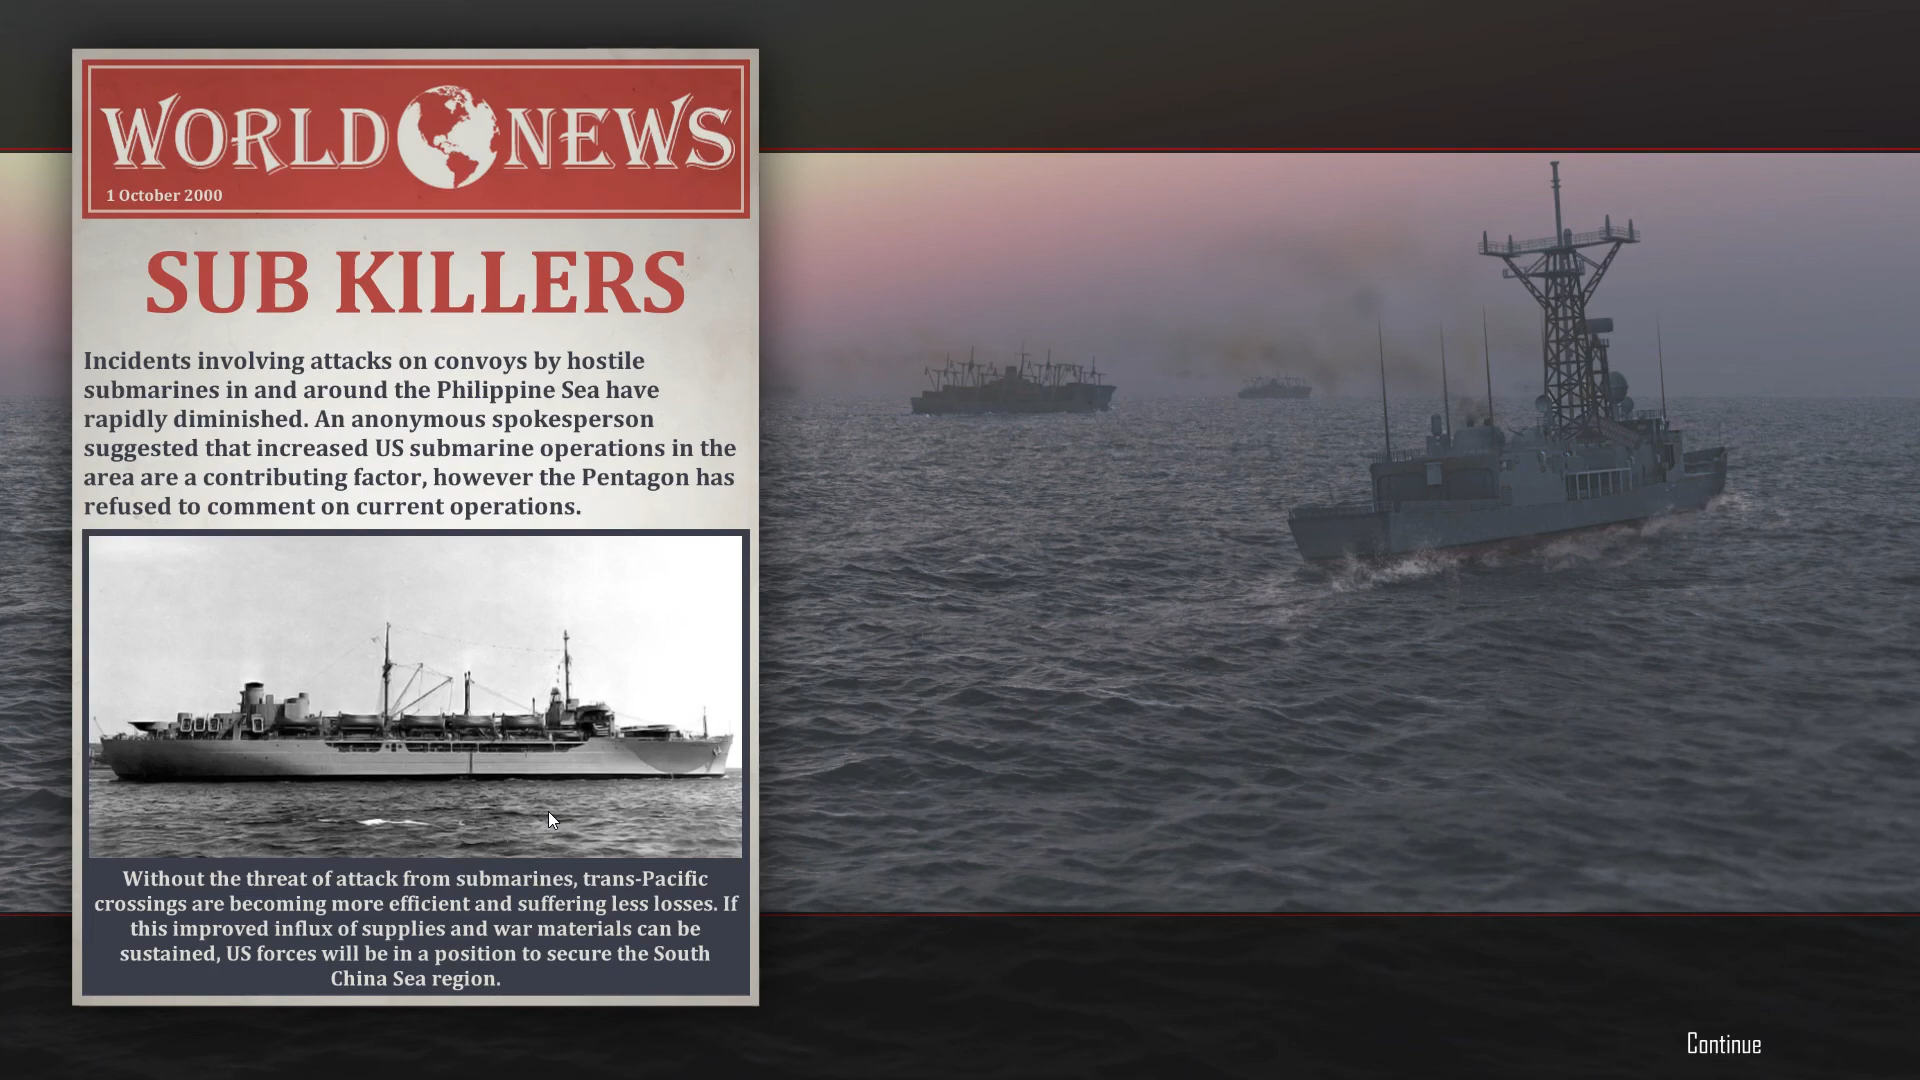 WORLD NEWS
1 October 2000
SUB KILLERS
Incidents involving attacks on convoys by hostile
submarines in and around the Philippine Sea have
rapidly diminished. An anonymous spokesperson
suggested that increased US submarine operations in the
area are a contributing factor, however the Pentagon has
refused to comment on current operations.
Without the threat of attack from submarines, trans-Pacific
crossings are becoming more efficient and suffering less losses. If
this improved influx of supplies and war materials can be
sustained, US forces will be in a position to secure the South
China Sea region.
Continue